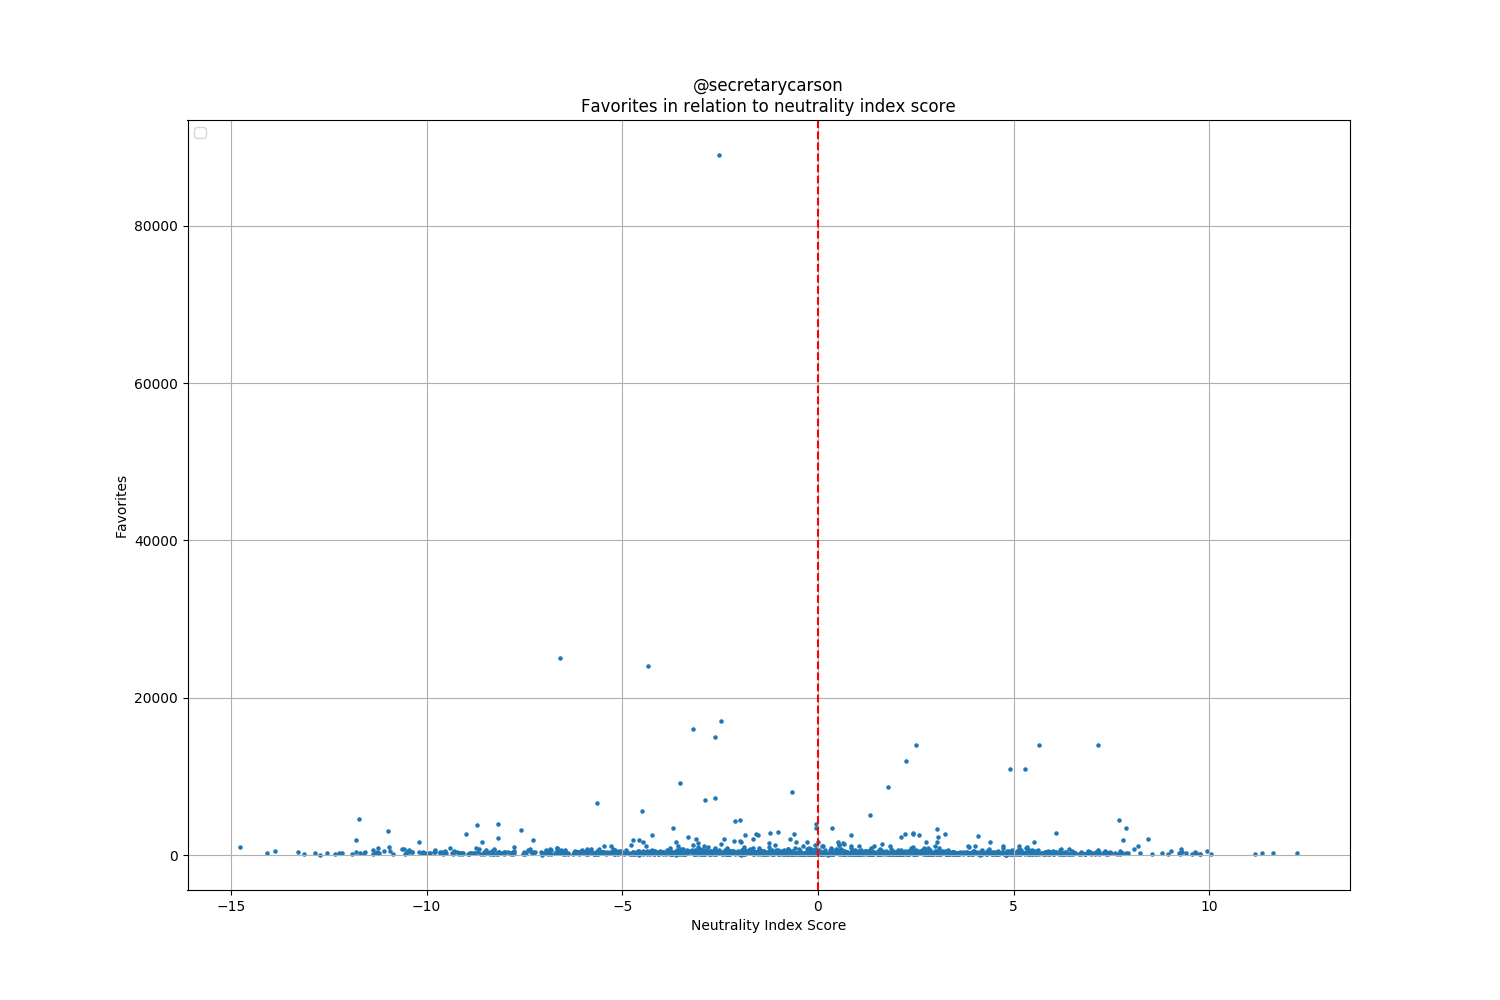 @secretarycarson
Favorites in relation to neutrality index score
80000
60000
40000
20000
0
Favorites
−15
−10
−5
0
5
10
Neutrality Index Score